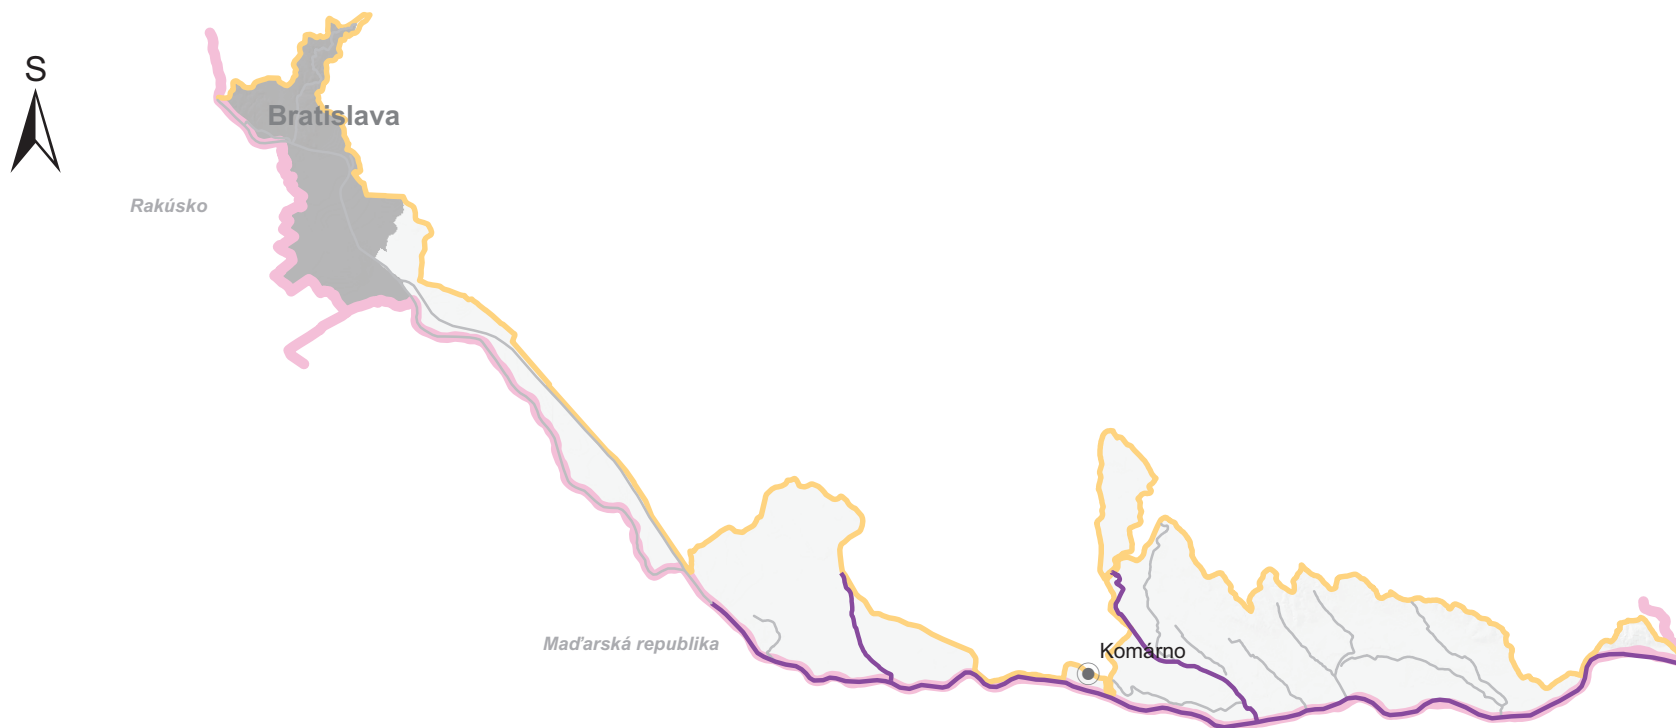 S
Bratislava
Rakúsko
Maďarská republika
Komárno